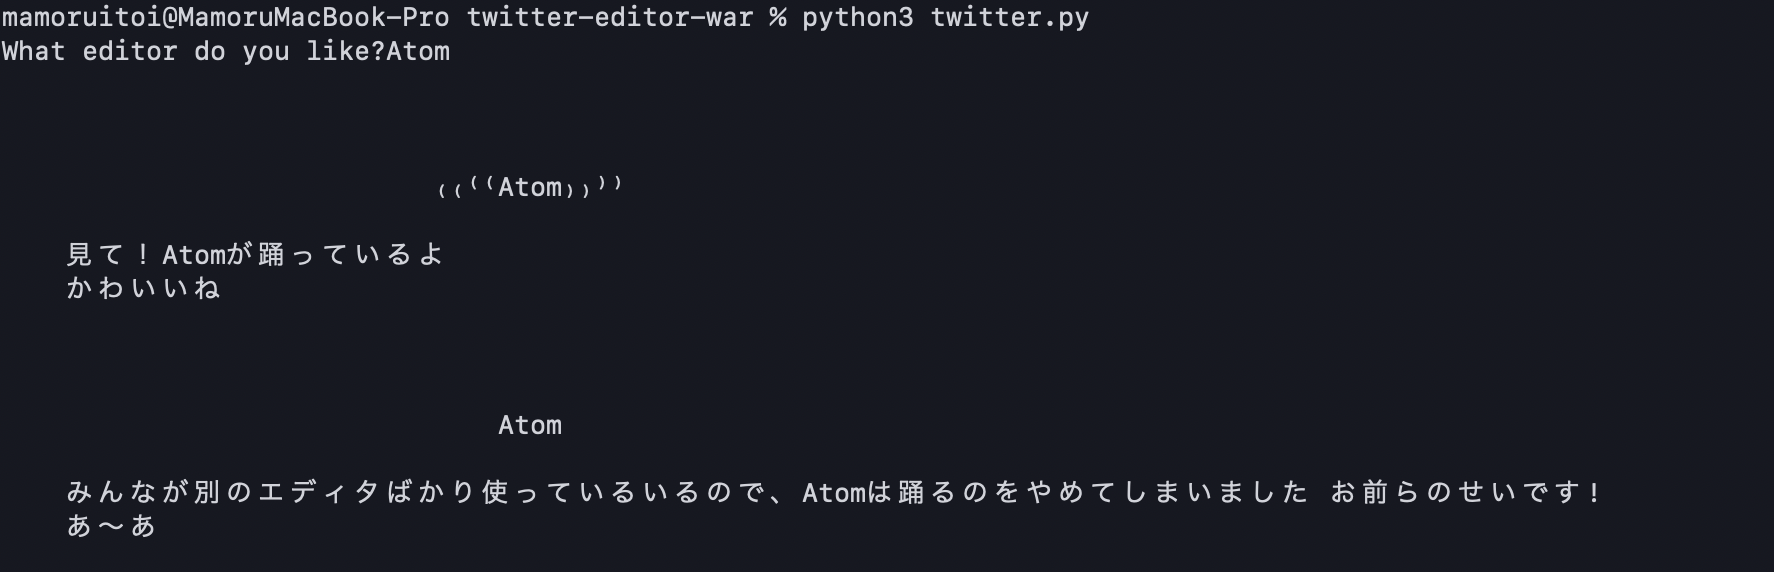 mamoruitoi@MamoruMacBook-Pro twitter-editor-war % python3 twitter.py
What editor do you like?Atom
₍₍⁽⁽Atom₎₎⁾⁾
見て！Atomが踊っているよ
かわいいね
Atom
みんなが別のエディタばかり使っているいるので、Atomは踊るのをやめてしまいました お前らのせいです!
あ〜あ